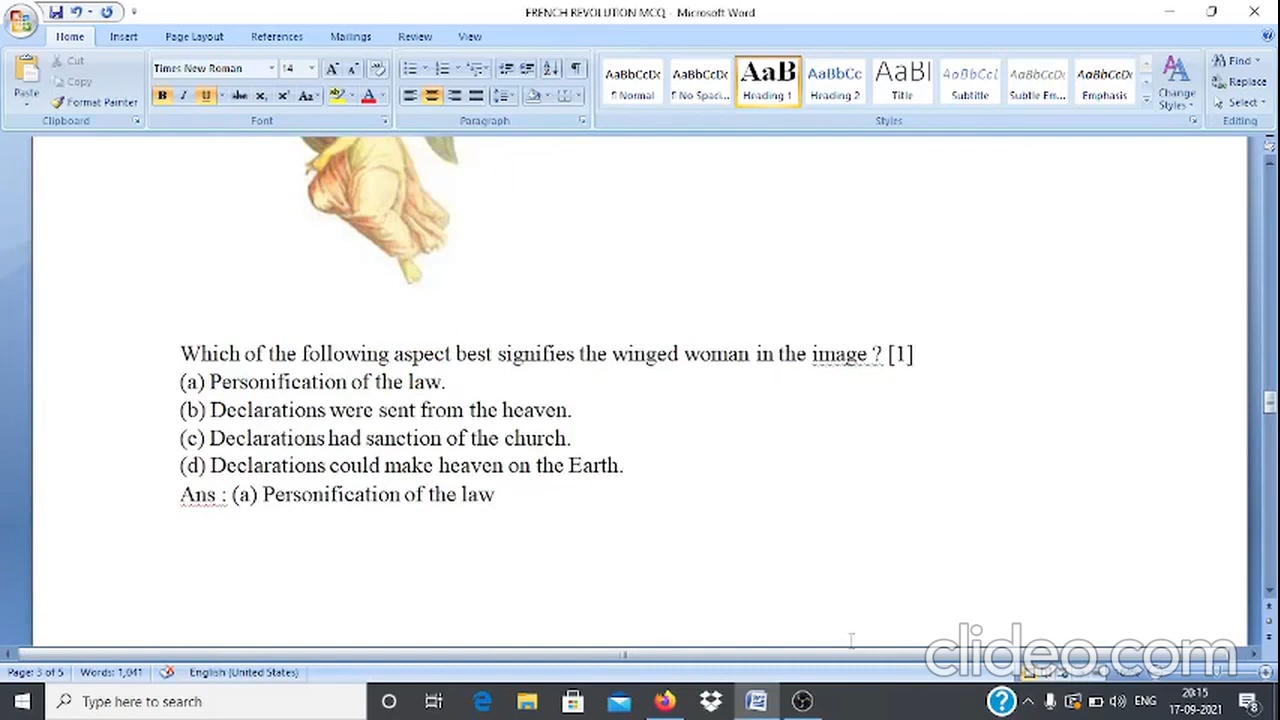 FRENCH REVOLUTION MCQ - Microsoft Word
Home Insert Page Layout References Mailings Review View
Paste
Cut
Copy
Format Painter
Clipboard
Times New Roman 14
B I U abc x₂ x² Aa
Font
Paragraph
AaBbCcDc AaBbCcDc AaB AaBbCc AaBl AaBbCcl AaBbCcDc AaBbCcDc
¶ Normal ¶ No Spaci... Heading 1 Heading 2 Title Subtitle Subtle Em... Emphasis
Change Styles
Styles
Find
Replace
Select
Editing
Which of the following aspect best signifies the winged woman in the image ? [1]
(a) Personification of the law.
(b) Declarations were sent from the heaven.
(c) Declarations had sanction of the church.
(d) Declarations could make heaven on the Earth.
Ans : (a) Personification of the law
clideo.com
Page: 3 of 5 Words: 1,041 English (United States)
Type here to search
ENG
20:15
17-09-2021
8